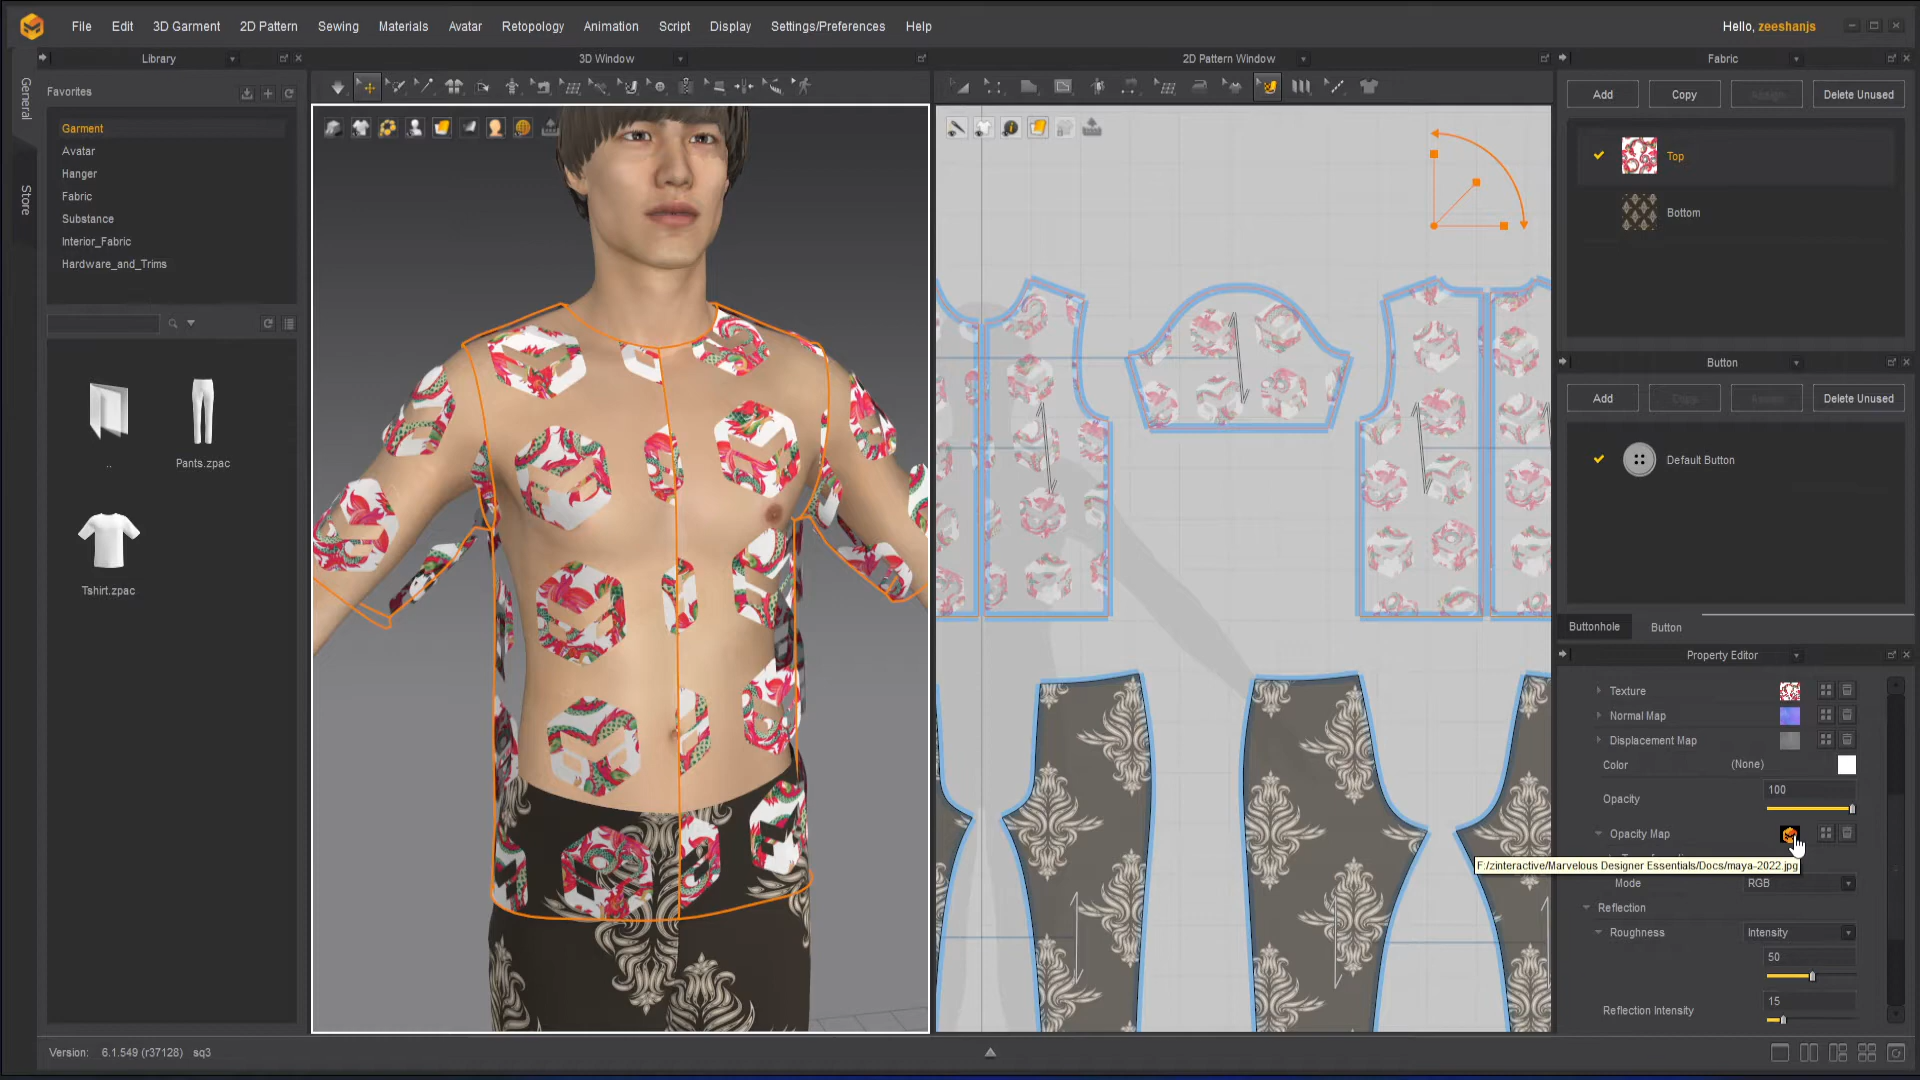 File Edit 3D Garment 2D Pattern Sewing Materials Avatar Retopology Animation Script Display Settings/Preferences Help
Hello, zeeshanjs
Library
3D Window
2D Pattern Window
Fabric
General
Store
Favorites
Garment
Avatar
Hanger
Fabric
Substance
Interior_Fabric
Hardware_and_Trims
..
Pants.zpac
Tshirt.zpac
Add Copy Delete Unused
Top
Bottom
Button
Add Delete Unused
Default Button
Buttonhole Button
Property Editor
Texture
Normal Map
Displacement Map
Color (None)
Opacity 100
Opacity Map
F:/zinteractive/Marvelous Designer Essentials/Docs/maya-2022.jpg
Mode RGB
Reflection
Roughness Intensity
50
Reflection Intensity 15
Version: 6.1.549 (r37128) sq3